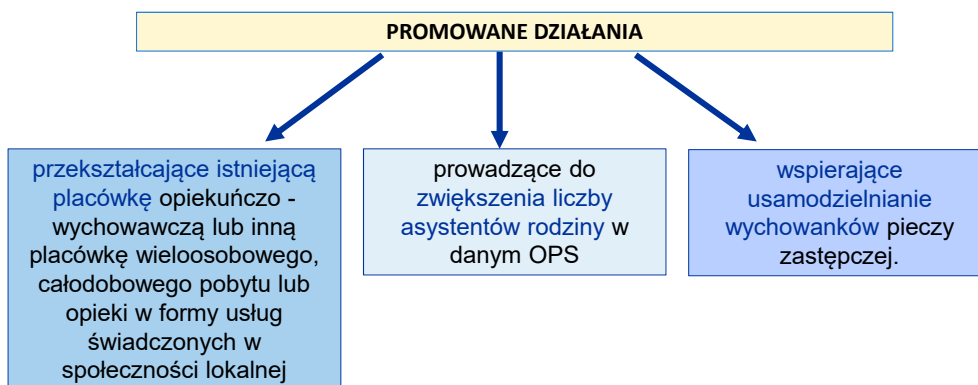 PROMOWANE DZIAŁANIA
przekształcające istniejącą
placówkę opiekuńczo -
wychowawczą lub inną
placówkę wieloosobowego,
całodobowego pobytu lub
opieki w formy usług
świadczonych w
społeczności lokalnej
prowadzące do
zwiększenia liczby
asystentów rodziny w
danym OPS
wspierające
usamodzielnianie
wychowanków pieczy
zastępczej.